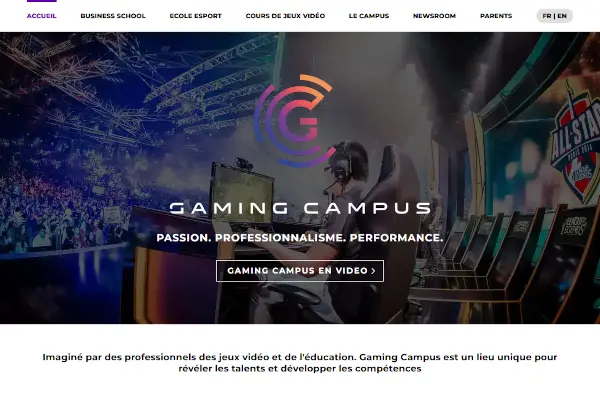 ACCUEIL BUSINESS SCHOOL ECOLE ESPORT COURS DE JEUX VIDÉO LE CAMPUS NEWSROOM PARENTS FR | EN
ALL-STAR
LEAGUE OF LEGENDS
G
GAMING CAMPUS
PASSION. PROFESSIONNALISME. PERFORMANCE.
GAMING CAMPUS EN VIDEO >
Imaginé par des professionnels des jeux vidéo et de l'éducation. Gaming Campus est un lieu unique pour
révéler les talents et développer les compétences